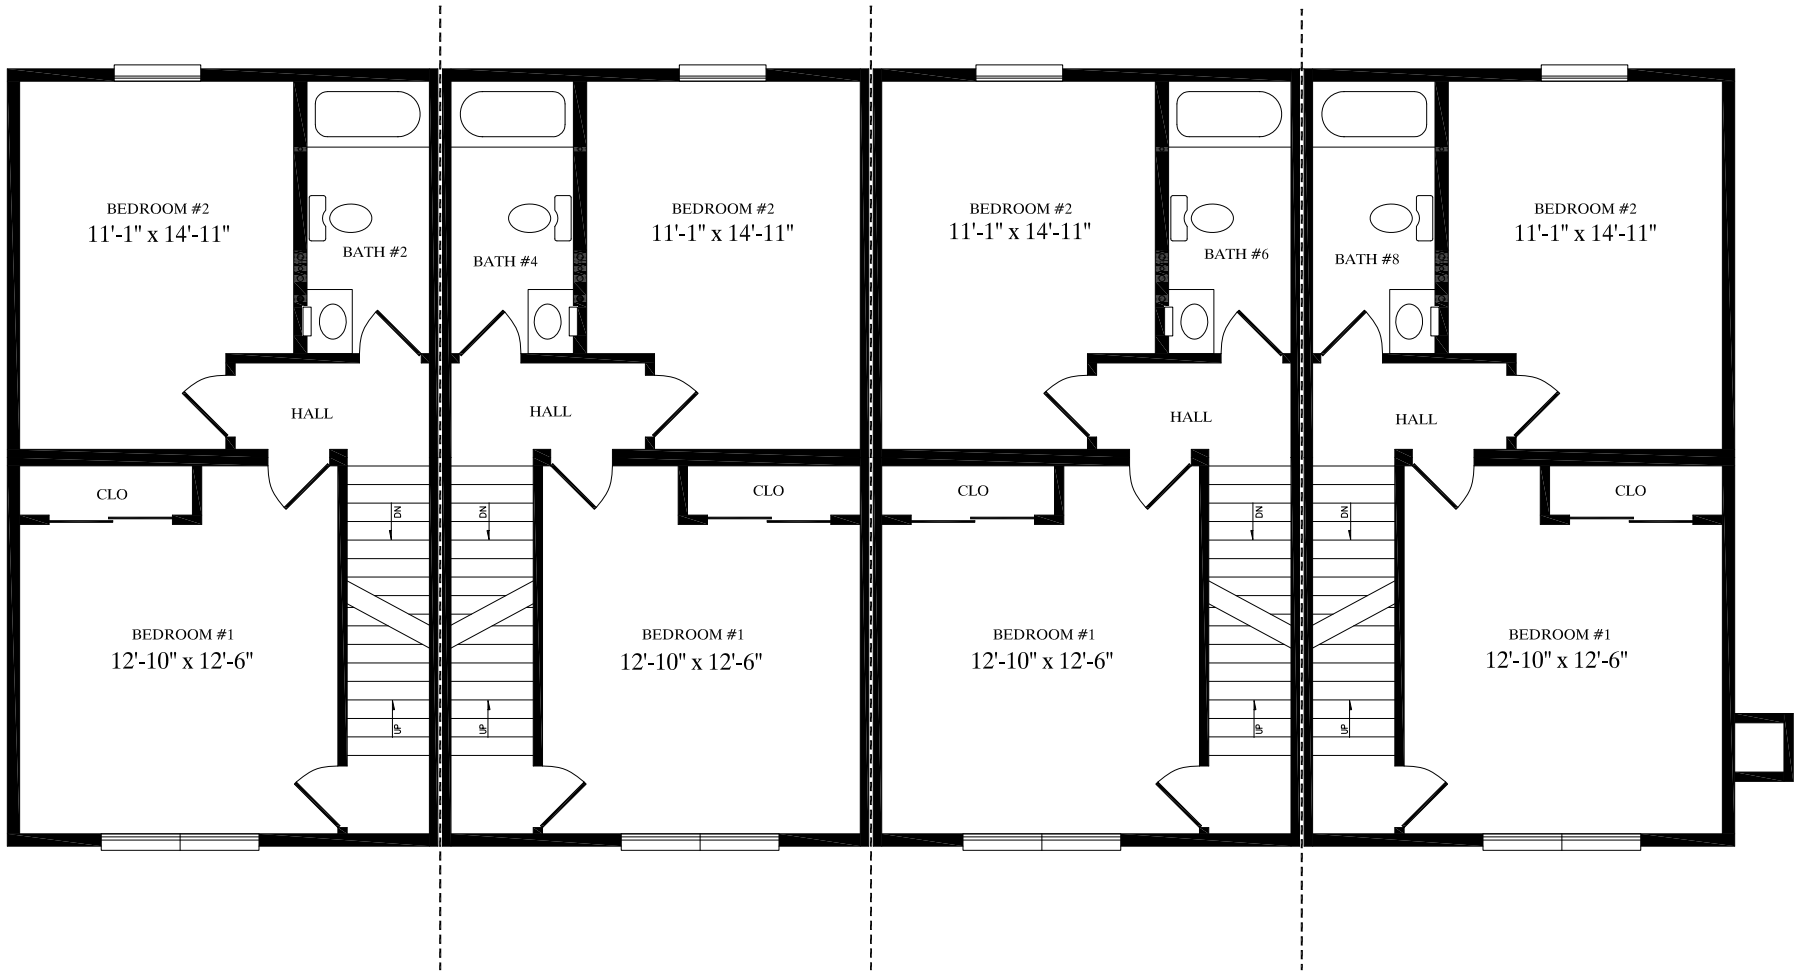 BEDROOM #2
11'-1" x 14'-11"
BATH #2
HALL
CLO
DN
BEDROOM #1
12'-10" x 12'-6"
UP
BEDROOM #2
11'-1" x 14'-11"
BATH #4
HALL
CLO
DN
BEDROOM #1
12'-10" x 12'-6"
UP
BEDROOM #2
11'-1" x 14'-11"
BATH #6
HALL
CLO
DN
BEDROOM #1
12'-10" x 12'-6"
UP
BEDROOM #2
11'-1" x 14'-11"
BATH #8
HALL
CLO
DN
BEDROOM #1
12'-10" x 12'-6"
UP